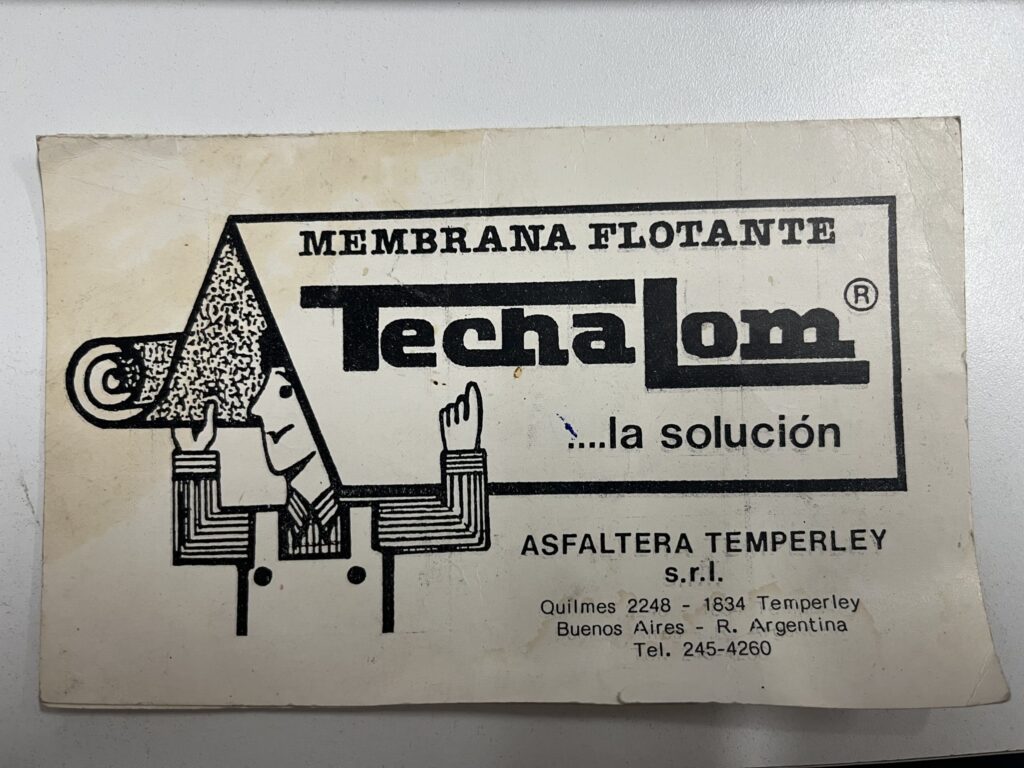 MEMBRANA FLOTANTE
TechaLom ®
....la solución
ASFALTERA TEMPERLEY
s.r.l.
Quilmes 2248 - 1834 Temperley
Buenos Aires - R. Argentina
Tel. 245-4260